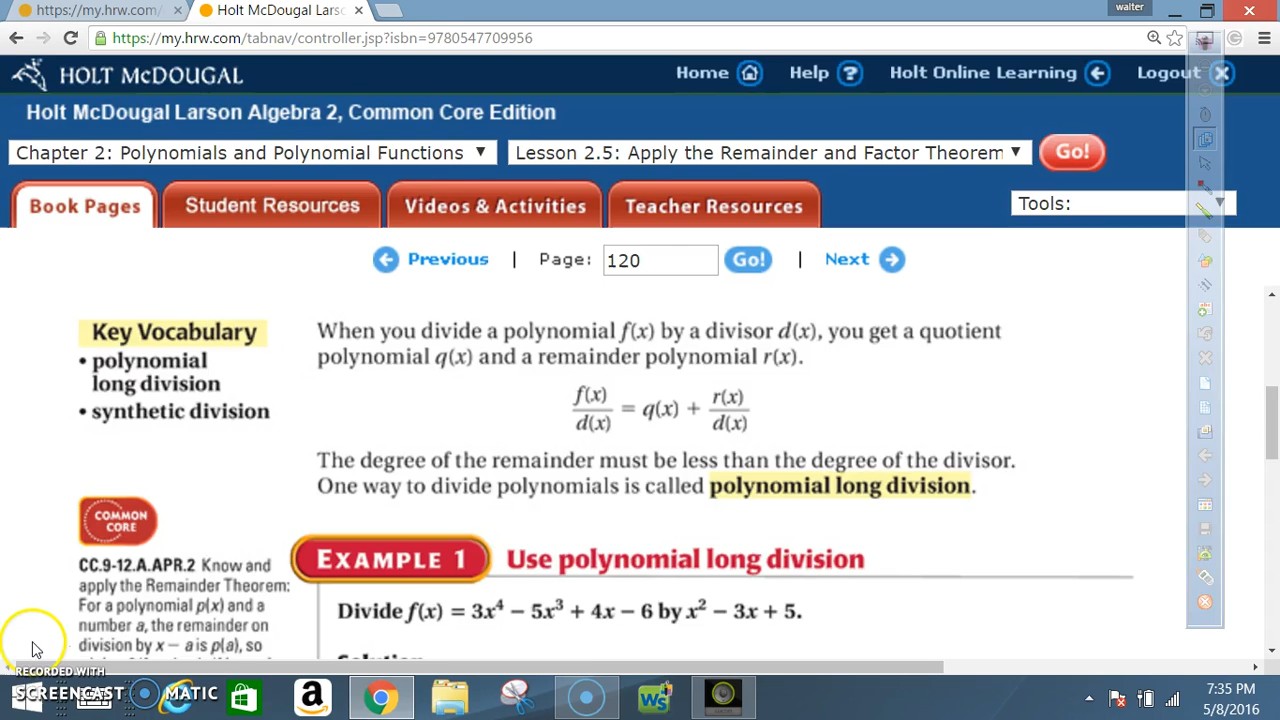 https://my.hrw.com/
Holt McDougal Lars
walter
https://my.hrw.com/tabnav/controller.jsp?isbn=9780547709956
HOLT McDOUGAL
Home
Help
Holt Online Learning
Logout
Holt McDougal Larson Algebra 2, Common Core Edition
Chapter 2: Polynomials and Polynomial Functions
Lesson 2.5: Apply the Remainder and Factor Theorem
Go!
Book Pages
Student Resources
Videos & Activities
Teacher Resources
Tools:
Previous | Page: 120 Go! | Next
Key Vocabulary
• polynomial
long division
• synthetic division
When you divide a polynomial f(x) by a divisor d(x), you get a quotient
polynomial q(x) and a remainder polynomial r(x).
f(x)/d(x) = q(x) + r(x)/d(x)
The degree of the remainder must be less than the degree of the divisor.
One way to divide polynomials is called polynomial long division.
COMMON
CORE
CC.9-12.A.APR.2 Know and
apply the Remainder Theorem:
For a polynomial p(x) and a
number a, the remainder on
division by x − a is p(a), so
EXAMPLE 1 Use polynomial long division
Divide f(x) = 3x⁴ − 5x³ + 4x − 6 by x² − 3x + 5.
Solution
RECORDED WITH
SCREENCAST MATIC
7:35 PM
5/8/2016